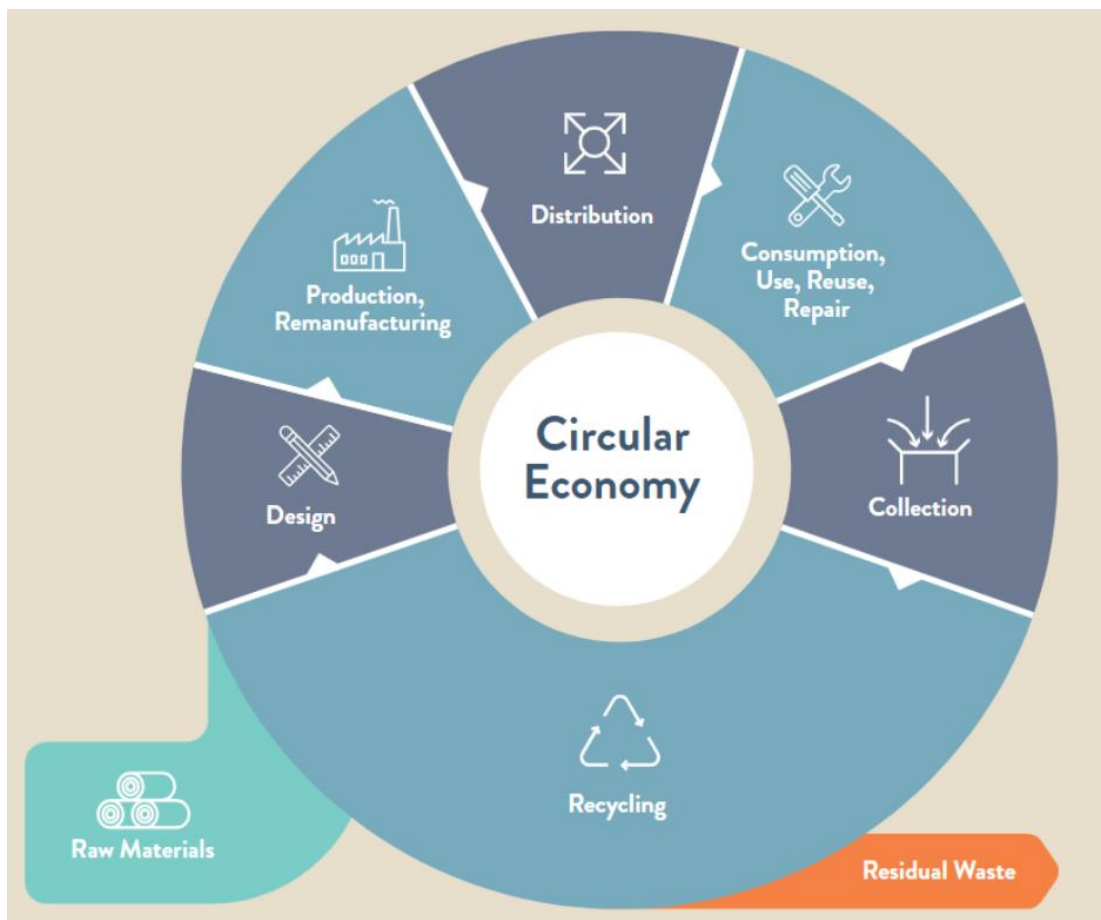 Distribution
Consumption,
Use, Reuse,
Repair
Production,
Remanufacturing
Circular
Economy
Design
Collection
Recycling
Raw Materials
Residual Waste